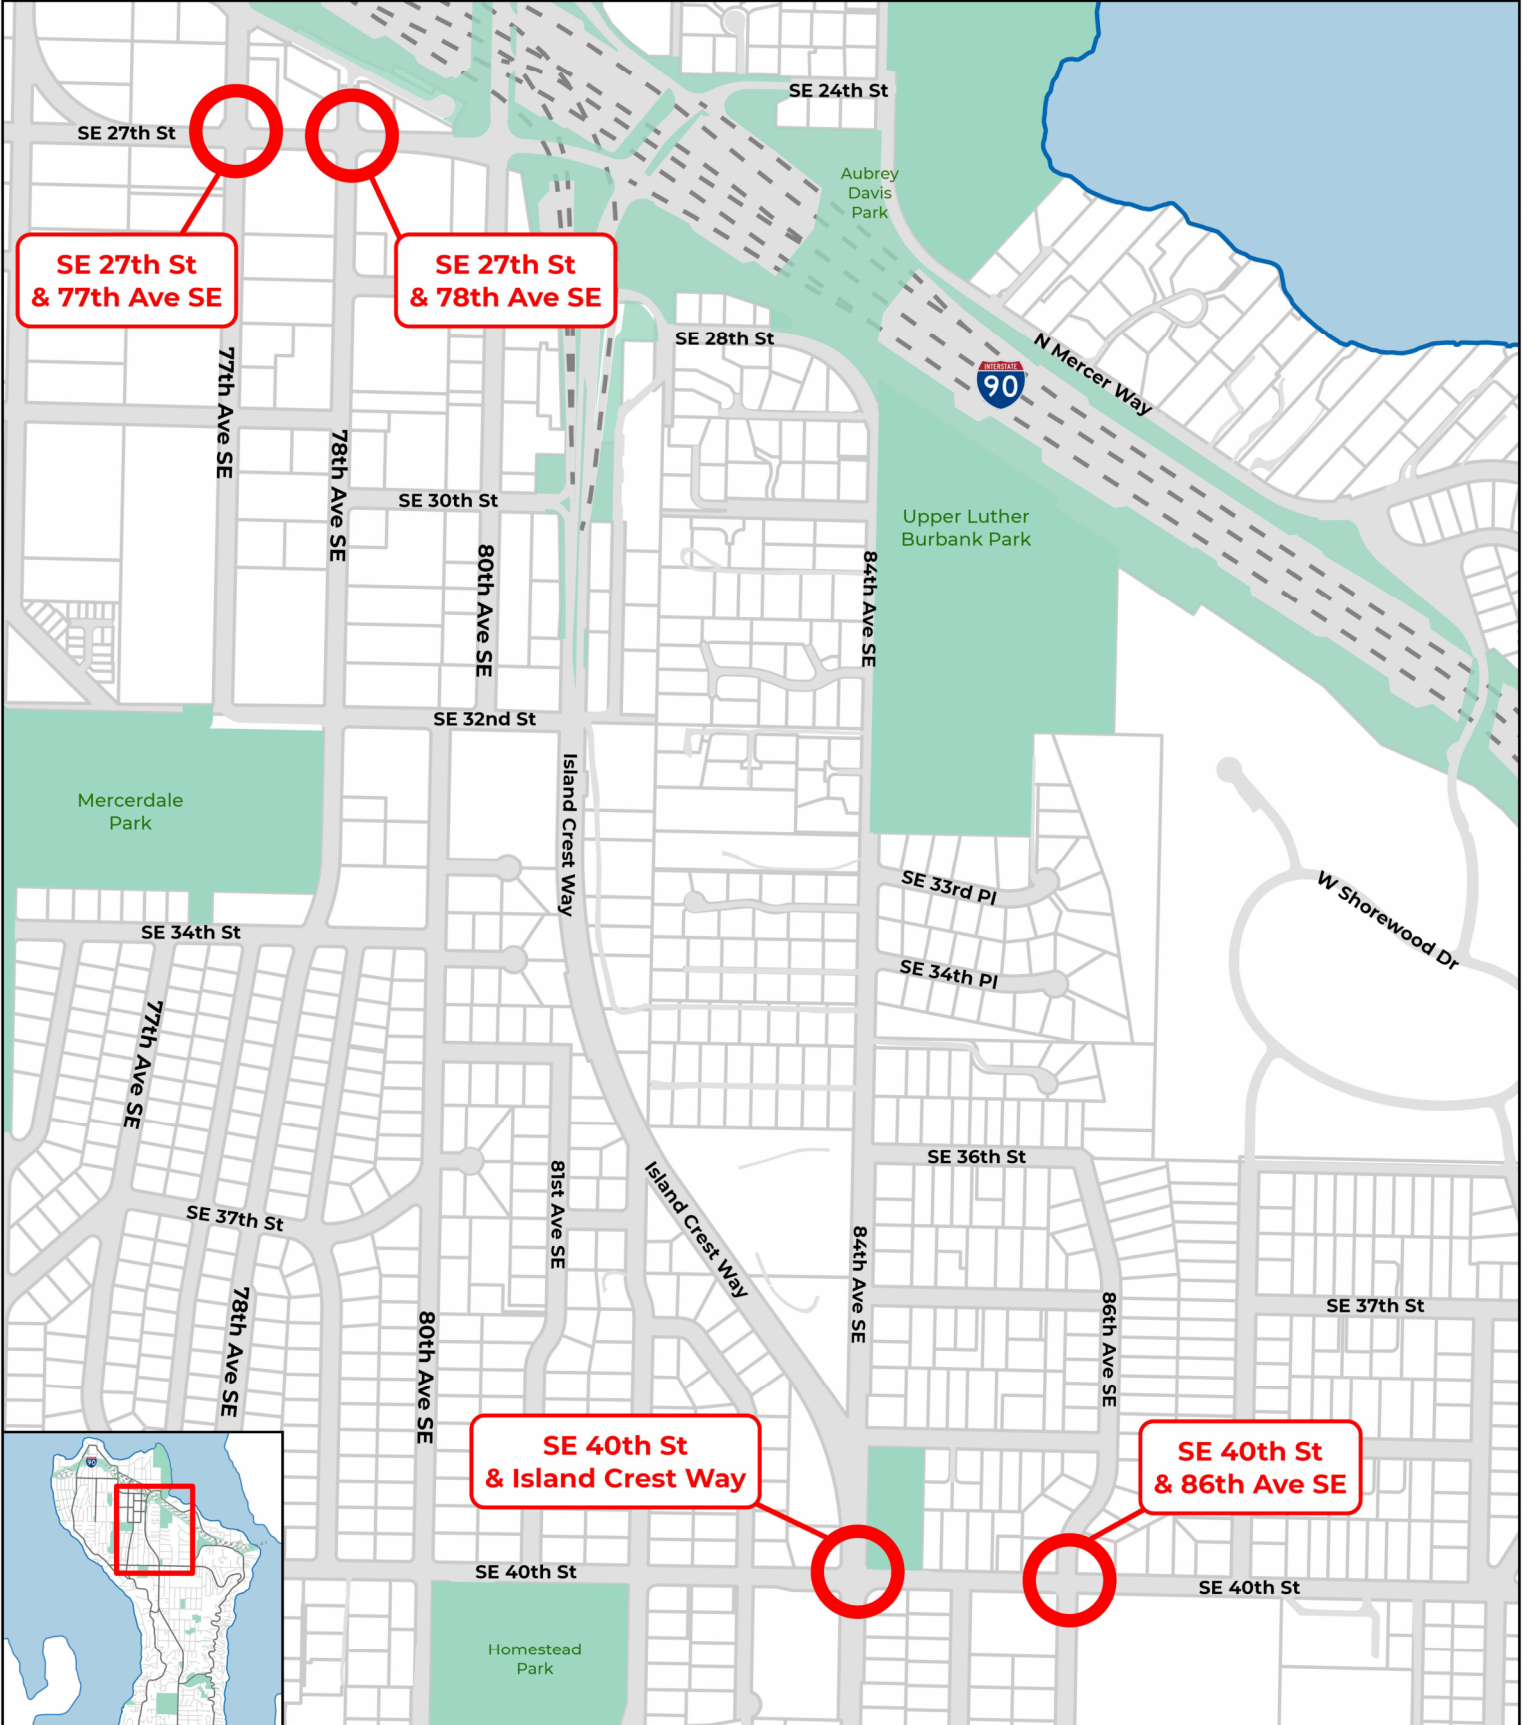 SE 24th St
SE 27th St
Aubrey
Davis
Park
SE 27th St
& 77th Ave SE
SE 27th St
& 78th Ave SE
SE 28th St
N Mercer Way
INTERSTATE
90
77th Ave SE
78th Ave SE
SE 30th St
Upper Luther
Burbank Park
80th Ave SE
84th Ave SE
SE 32nd St
Island Crest Way
Mercerdale
Park
SE 33rd Pl
W Shorewood Dr
SE 34th St
SE 34th Pl
77th Ave SE
SE 36th St
81st Ave SE
Island Crest Way
SE 37th St
84th Ave SE
78th Ave SE
80th Ave SE
86th Ave SE
SE 37th St
SE 40th St
& Island Crest Way
SE 40th St
& 86th Ave SE
90
SE 40th St
SE 40th St
Homestead
Park